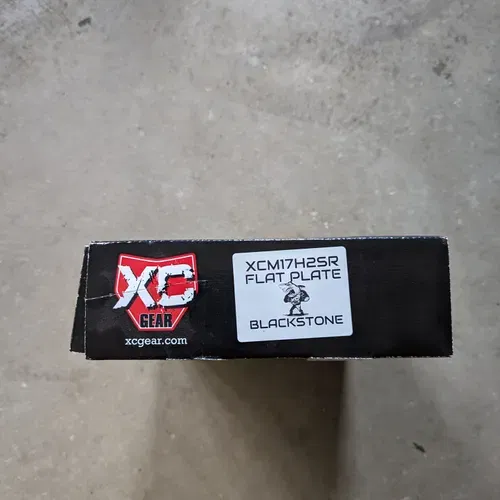 XC
GEAR
xcgear.com
XCM17H2SR
FLAT PLATE
BLACKSTONE